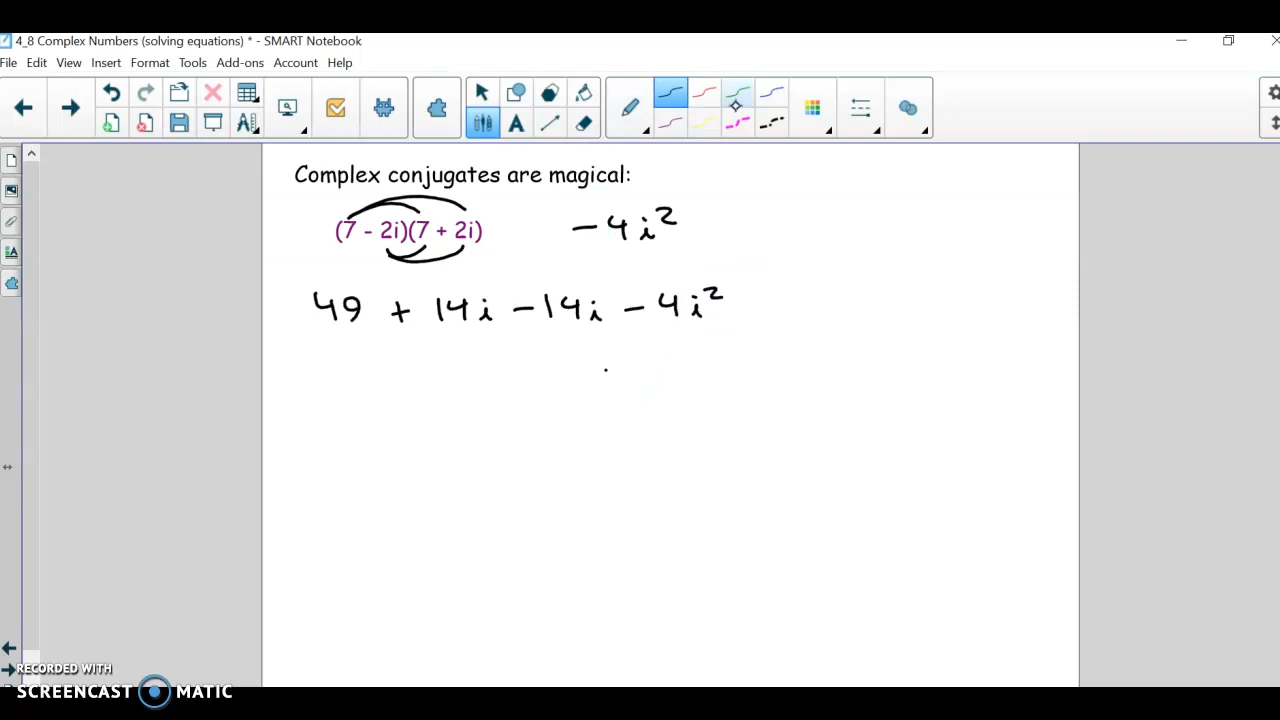 4_8 Complex Numbers (solving equations) * - SMART Notebook
File Edit View Insert Format Tools Add-ons Account Help
Complex conjugates are magical:
(7 - 2i)(7 + 2i) - 4i²
49 + 14i - 14i - 4i²
RECORDED WITH
SCREENCAST MATIC